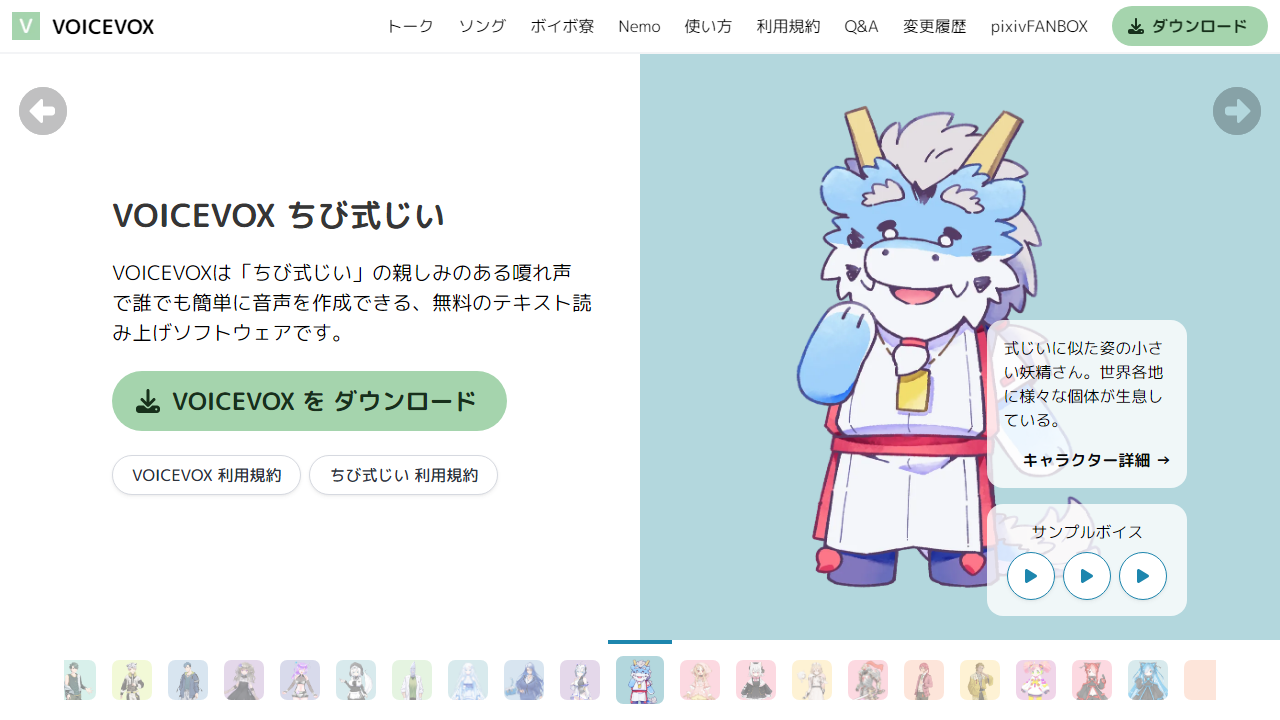 V VOICEVOX
トーク ソング ボイボ寮 Nemo 使い方 利用規約 Q&A 変更履歴 pixivFANBOX ダウンロード
VOICEVOX ちび式じい
VOICEVOXは「ちび式じい」の親しみのある嗄れ声
で誰でも簡単に音声を作成できる、無料のテキスト読
み上げソフトウェアです。
VOICEVOX を ダウンロード
VOICEVOX 利用規約 ちび式じい 利用規約
式じいに似た姿の小さ
い妖精さん。世界各地
に様々な個体が生息し
ている。
キャラクター詳細 →
サンプルボイス